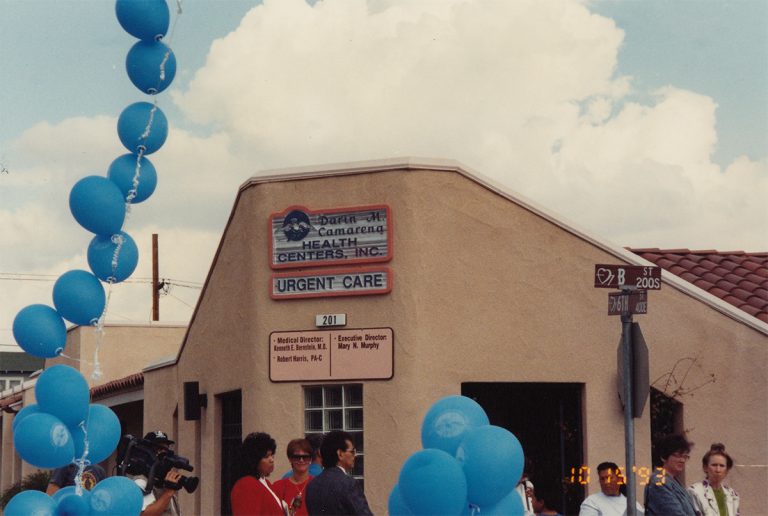 Darin M.
Camarena
HEALTH
CENTERS, INC.
URGENT CARE
201
• Medical Director:
Kenneth E. Bernstein, M.D.
• Robert Harris, PA-C
• Executive Director:
Mary N. Murphy
B ST
200S
6TH ST
400E
10 15 '93